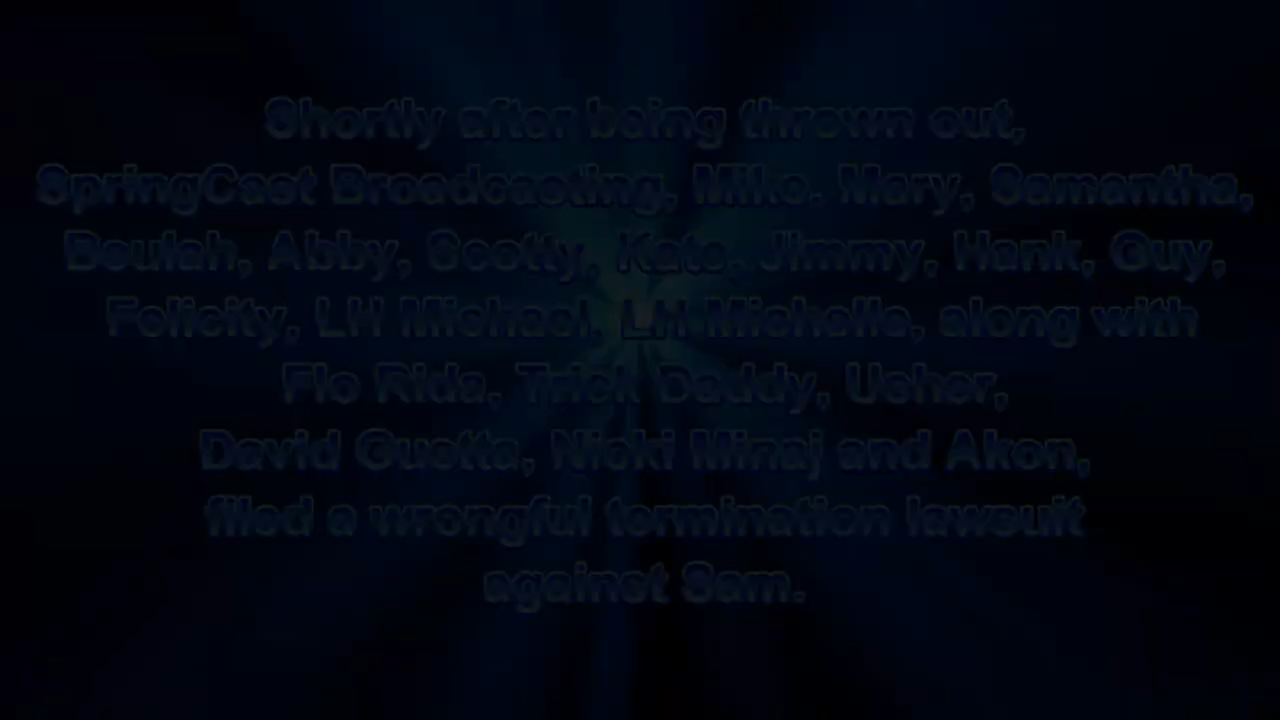 Shortly after being thrown out,
SpringCast Broadcasting, Mike. Mary, Samantha,
Beulah, Abby, Scotty, Kate, Jimmy, Hank, Guy,
Felicity, LH Michael, LH Michelle, along with
Flo Rida, Trick Daddy, Usher,
David Guetta, Nicki Minaj and Akon,
filed a wrongful termination lawsuit
against Sam.